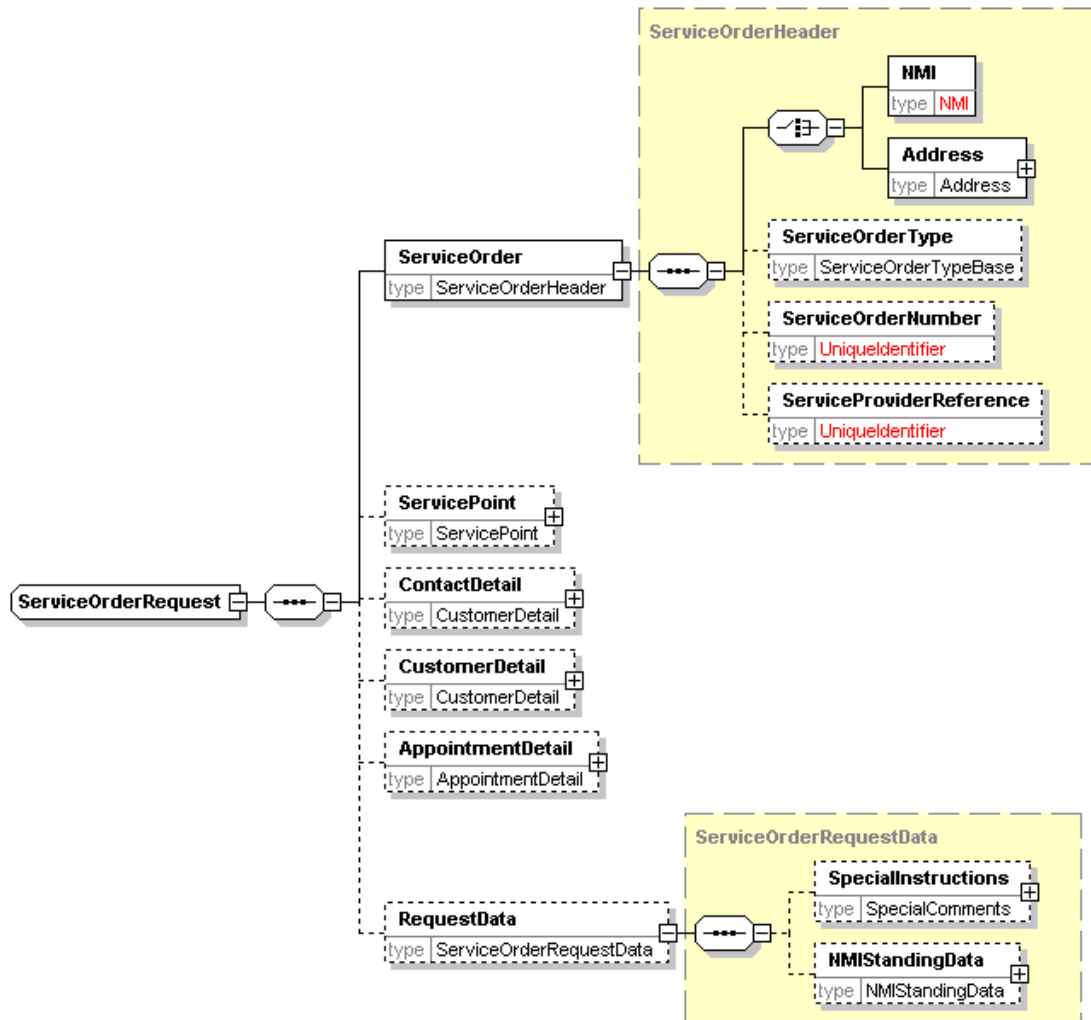 ServiceOrderHeader
NMI
type NMI
Address
type Address
ServiceOrderType
type ServiceOrderTypeBase
ServiceOrder
type ServiceOrderHeader
ServiceOrderNumber
type UniqueIdentifier
ServiceProviderReference
type UniqueIdentifier
ServicePoint
type ServicePoint
ServiceOrderRequest
ContactDetail
type CustomerDetail
CustomerDetail
type CustomerDetail
AppointmentDetail
type AppointmentDetail
ServiceOrderRequestData
SpecialInstructions
type SpecialComments
RequestData
type ServiceOrderRequestData
NMIStandingData
type NMIStandingData